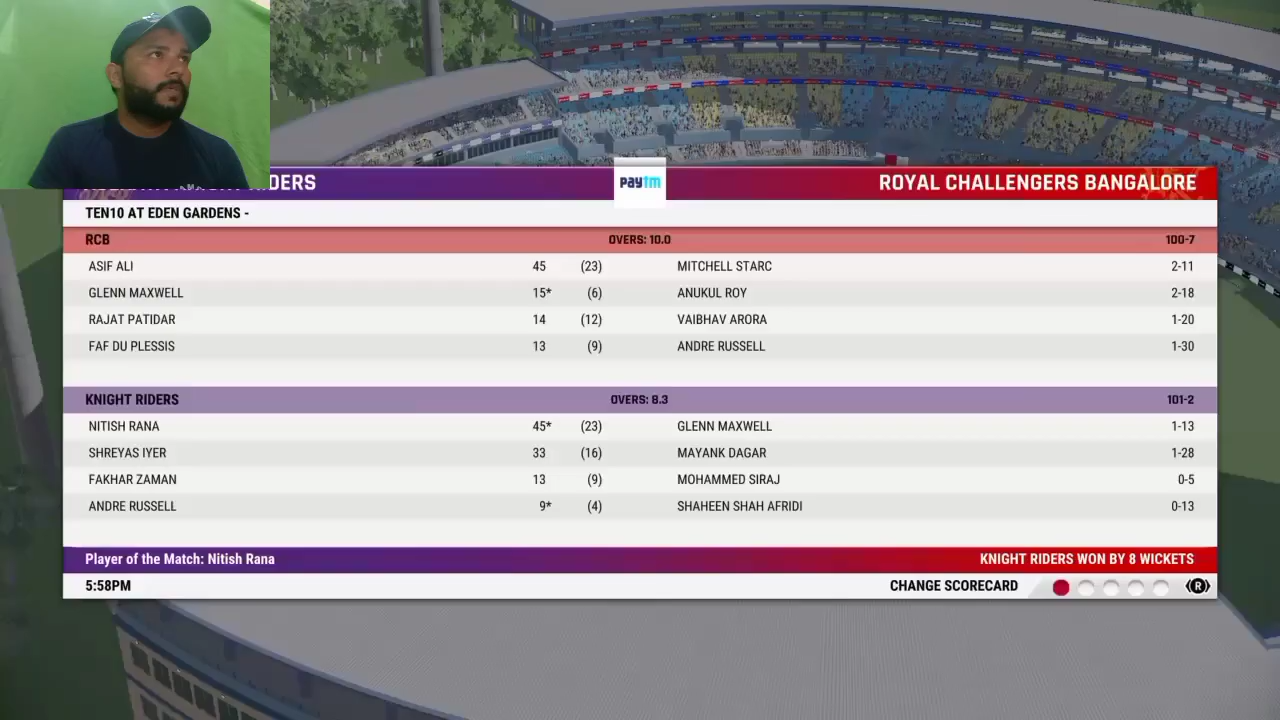 DERS
paytm
ROYAL CHALLENGERS BANGALORE
TEN10 AT EDEN GARDENS -
RCB OVERS: 10.0 100-7
ASIF ALI 45 (23) MITCHELL STARC 2-11
GLENN MAXWELL 15* (6) ANUKUL ROY 2-18
RAJAT PATIDAR 14 (12) VAIBHAV ARORA 1-20
FAF DU PLESSIS 13 (9) ANDRE RUSSELL 1-30
KNIGHT RIDERS OVERS: 8.3 101-2
NITISH RANA 45* (23) GLENN MAXWELL 1-13
SHREYAS IYER 33 (16) MAYANK DAGAR 1-28
FAKHAR ZAMAN 13 (9) MOHAMMED SIRAJ 0-5
ANDRE RUSSELL 9* (4) SHAHEEN SHAH AFRIDI 0-13
Player of the Match: Nitish Rana KNIGHT RIDERS WON BY 8 WICKETS
5:58PM CHANGE SCORECARD R